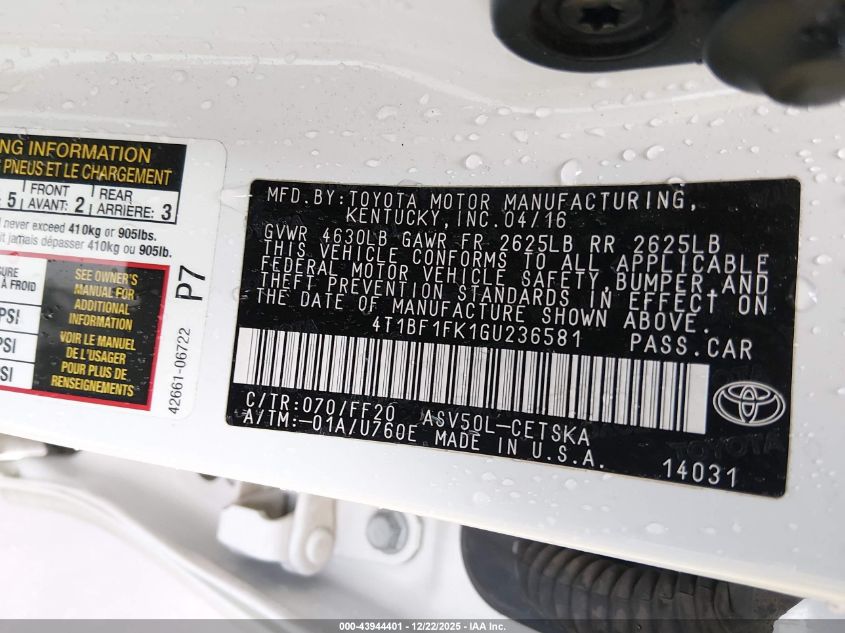 ING INFORMATION
PNEUS ET LE CHARGEMENT
5 FRONT AVANT: 2 REAR ARRIÈRE: 3
never exceed 410kg or 905lbs.
it jamais dépasser 410kg ou 905lb.
SURE
À FROID
PSI
PSI
SI
SEE OWNER'S
MANUAL FOR
ADDITIONAL
INFORMATION
VOIR LE MANUEL
DE L'USAGER
POUR PLUS DE
RENSEIGNEMENTS
42661-06722
P7
MFD. BY: TOYOTA MOTOR MANUFACTURING,
KENTUCKY, INC. 04/16
GVWR 4630LB GAWR FR 2625LB RR 2625LB
THIS VEHICLE CONFORMS TO ALL APPLICABLE
FEDERAL MOTOR VEHICLE SAFETY, BUMPER, AND
THEFT PREVENTION STANDARDS IN EFFECT ON
THE DATE OF MANUFACTURE SHOWN ABOVE.
4T1BF1FK1GU236581 PASS.CAR
C/TR: 070/FF20 ASV50L-CETSKA
A/TM:-01A/U760E MADE IN U.S.A.
TOYOTA
14031
000-43944401 - 12/22/2025 - IAA Inc.